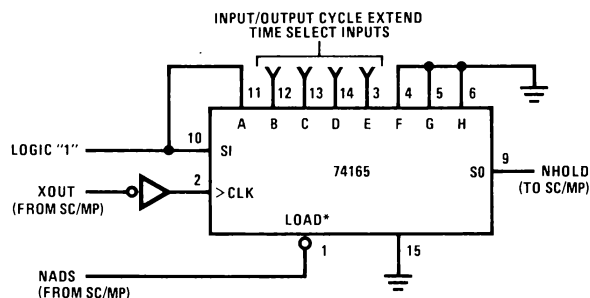 INPUT/OUTPUT CYCLE EXTEND
TIME SELECT INPUTS
11 12 13 14 3 4 5 6
A B C D E F G H
10
LOGIC "1"
SI
74165
SO
9
NHOLD
(TO SC/MP)
XOUT
(FROM SC/MP)
2
>CLK
LOAD*
1
15
NADS
(FROM SC/MP)